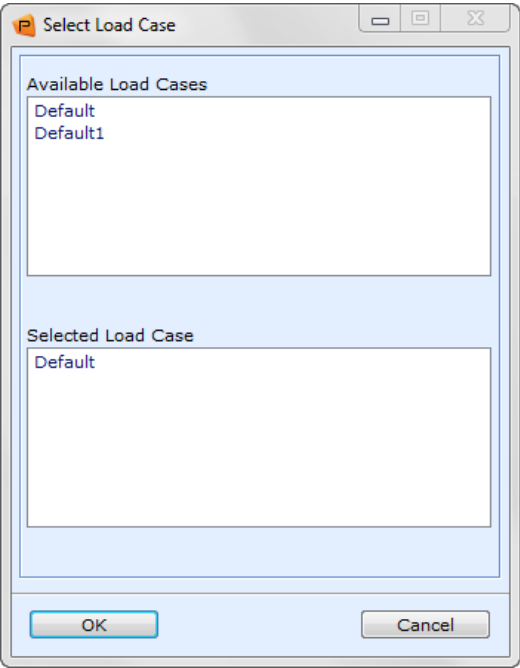 Select Load Case
Available Load Cases
Default
Default1
Selected Load Case
Default
OK
Cancel